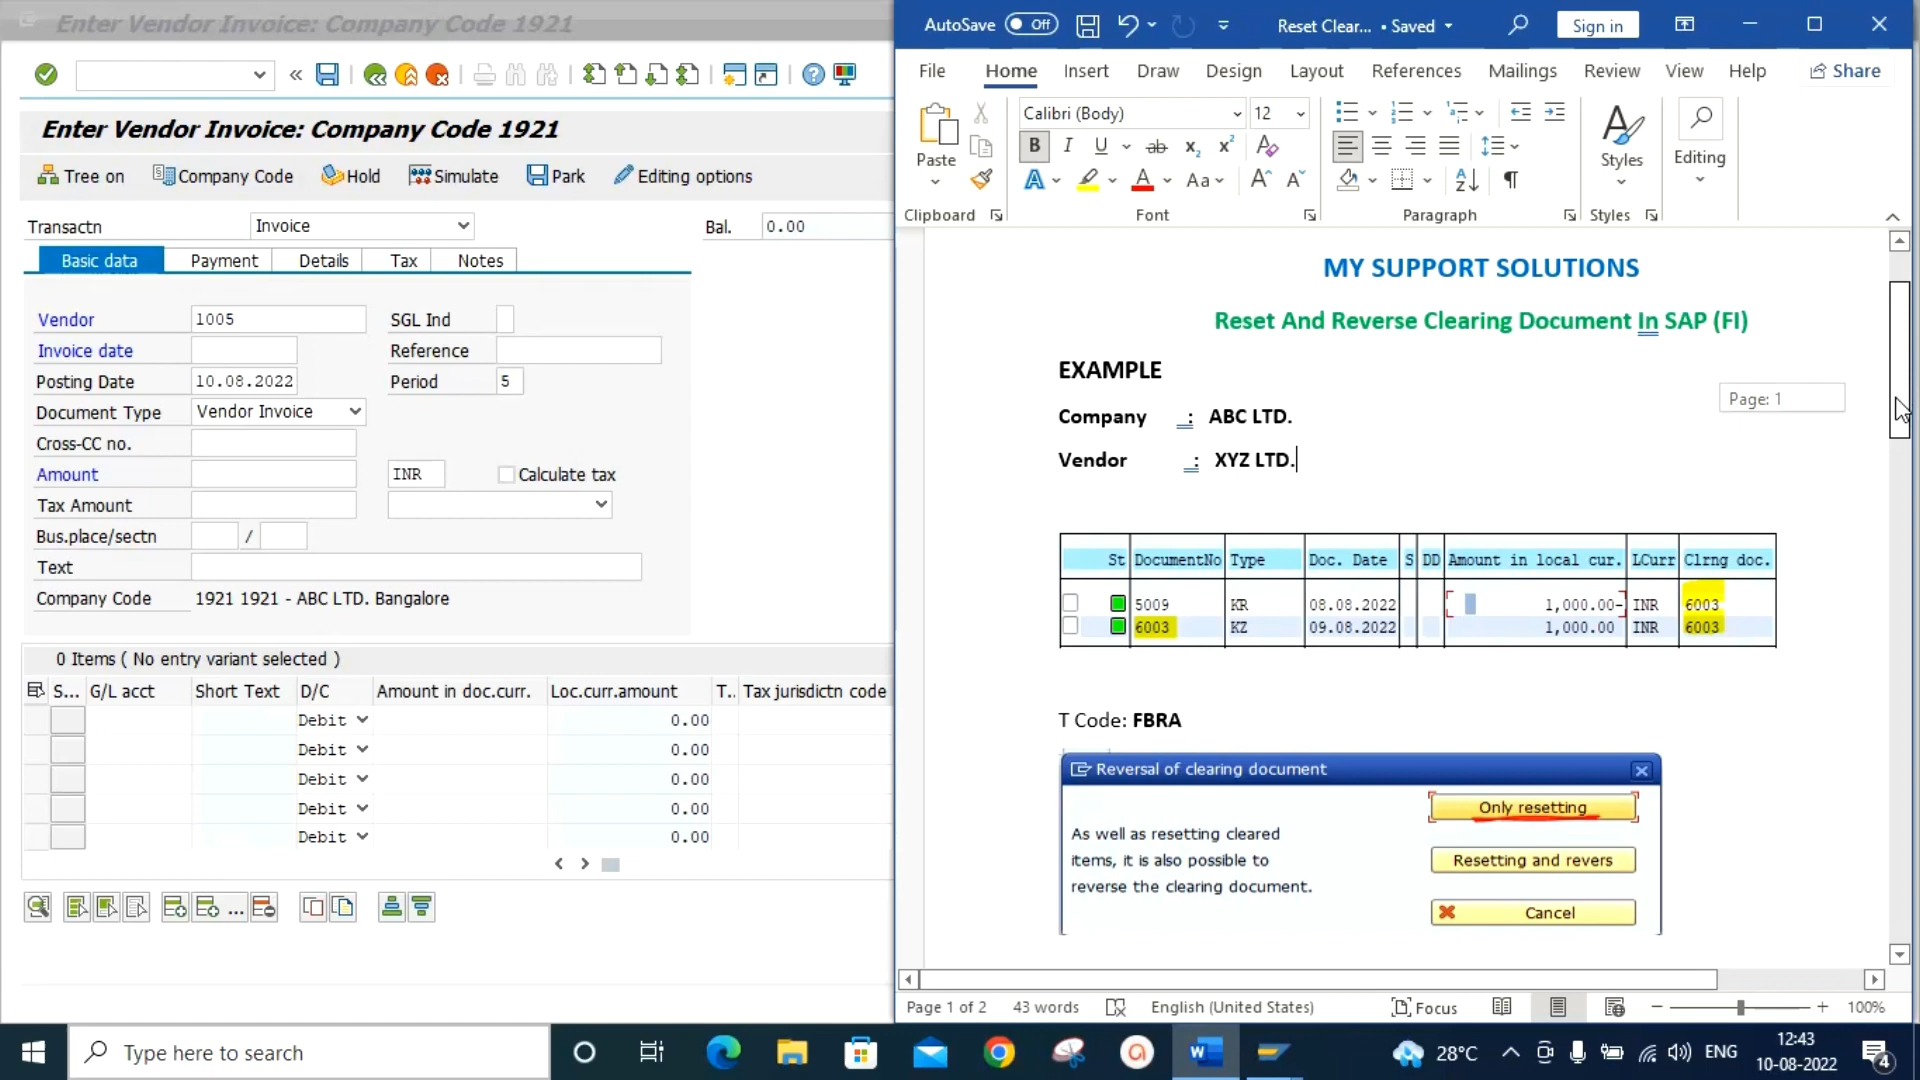 Enter Vendor Invoice: Company Code 1921
Enter Vendor Invoice: Company Code 1921
Tree on Company Code Hold Simulate Park Editing options
Transactn Invoice Bal. 0.00
Basic data Payment Details Tax Notes
Vendor 1005 SGL Ind
Invoice date Reference
Posting Date 10.08.2022 Period 5
Document Type Vendor Invoice
Cross-CC no.
Amount INR Calculate tax
Tax Amount
Bus.place/sectn /
Text
Company Code 1921 1921 - ABC LTD. Bangalore
0 Items ( No entry variant selected )
S... G/L acct Short Text D/C Amount in doc.curr. Loc.curr.amount T.. Tax jurisdictn code
Debit 0.00
Debit 0.00
Debit 0.00
Debit 0.00
Debit 0.00
AutoSave Off Reset Clear... • Saved Sign in
File Home Insert Draw Design Layout References Mailings Review View Help Share
Paste Calibri (Body) 12 Styles Editing
Clipboard Font Paragraph Styles
MY SUPPORT SOLUTIONS
Reset And Reverse Clearing Document In SAP (FI)
EXAMPLE
Company : ABC LTD.
Page: 1
Vendor : XYZ LTD.
St DocumentNo Type Doc. Date S DD Amount in local cur. LCurr Clrng doc.
5009 KR 08.08.2022 1,000.00- INR 6003
6003 KZ 09.08.2022 1,000.00 INR 6003
T Code: FBRA
Reversal of clearing document
Only resetting
As well as resetting cleared
items, it is also possible to
reverse the clearing document.
Resetting and revers
Cancel
Page 1 of 2 43 words English (United States) Focus 100%
Type here to search 28°C ENG 12:43
10-08-2022 4